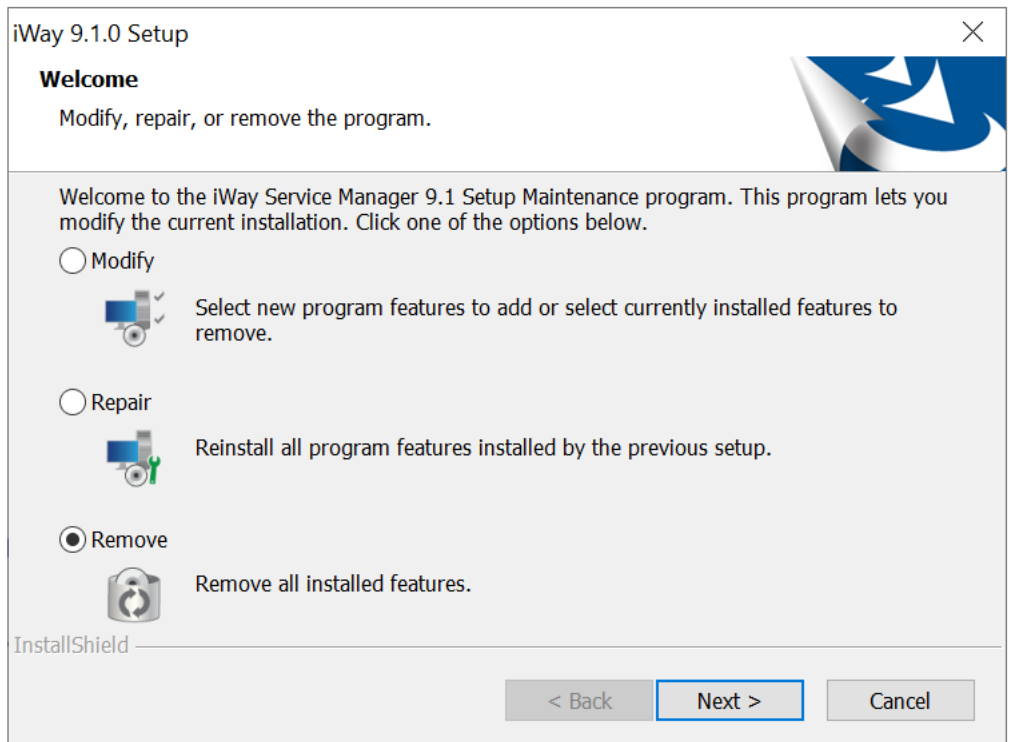 iWay 9.1.0 Setup
Welcome
Modify, repair, or remove the program.
Welcome to the iWay Service Manager 9.1 Setup Maintenance program. This program lets you
modify the current installation. Click one of the options below.
Modify
Select new program features to add or select currently installed features to
remove.
Repair
Reinstall all program features installed by the previous setup.
Remove
Remove all installed features.
InstallShield
< Back
Next >
Cancel